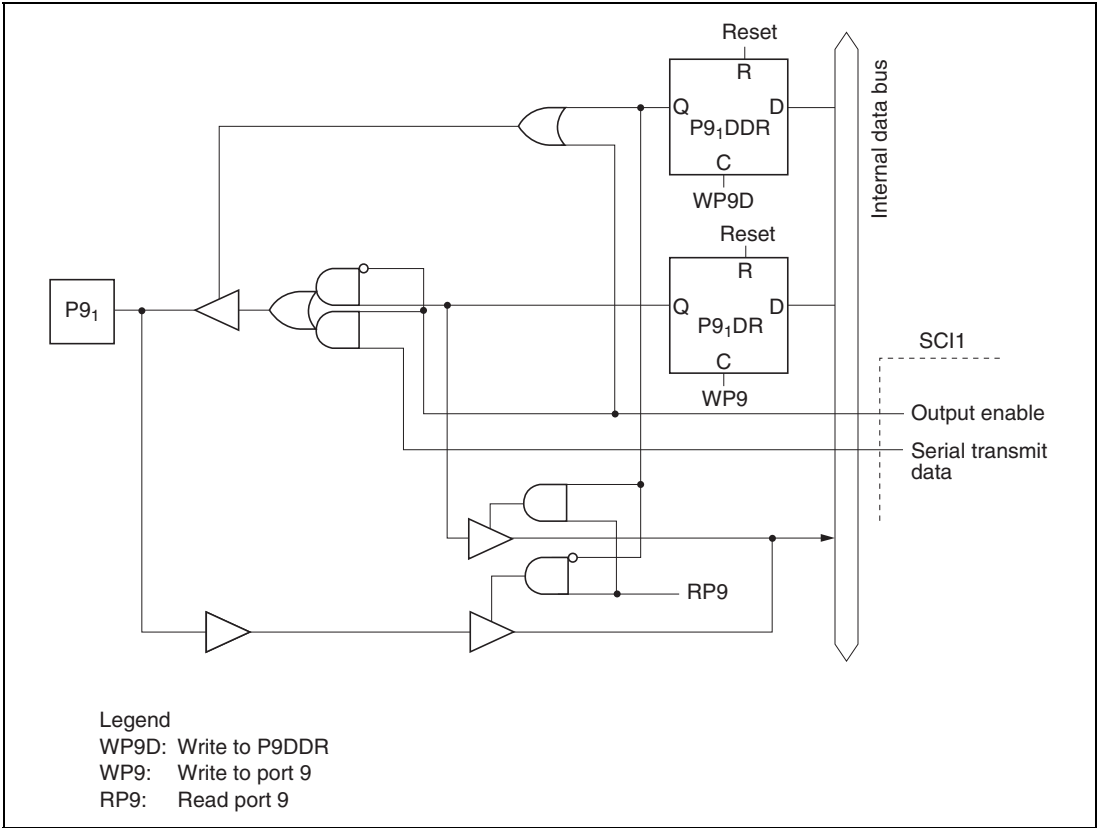 Reset
R
Q
D
P9₁DDR
C
WP9D
Internal data bus
Reset
R
Q
D
P9₁DR
C
WP9
P9₁
SCI1
Output enable
Serial transmit
data
RP9
Legend
WP9D: Write to P9DDR
WP9: Write to port 9
RP9: Read port 9